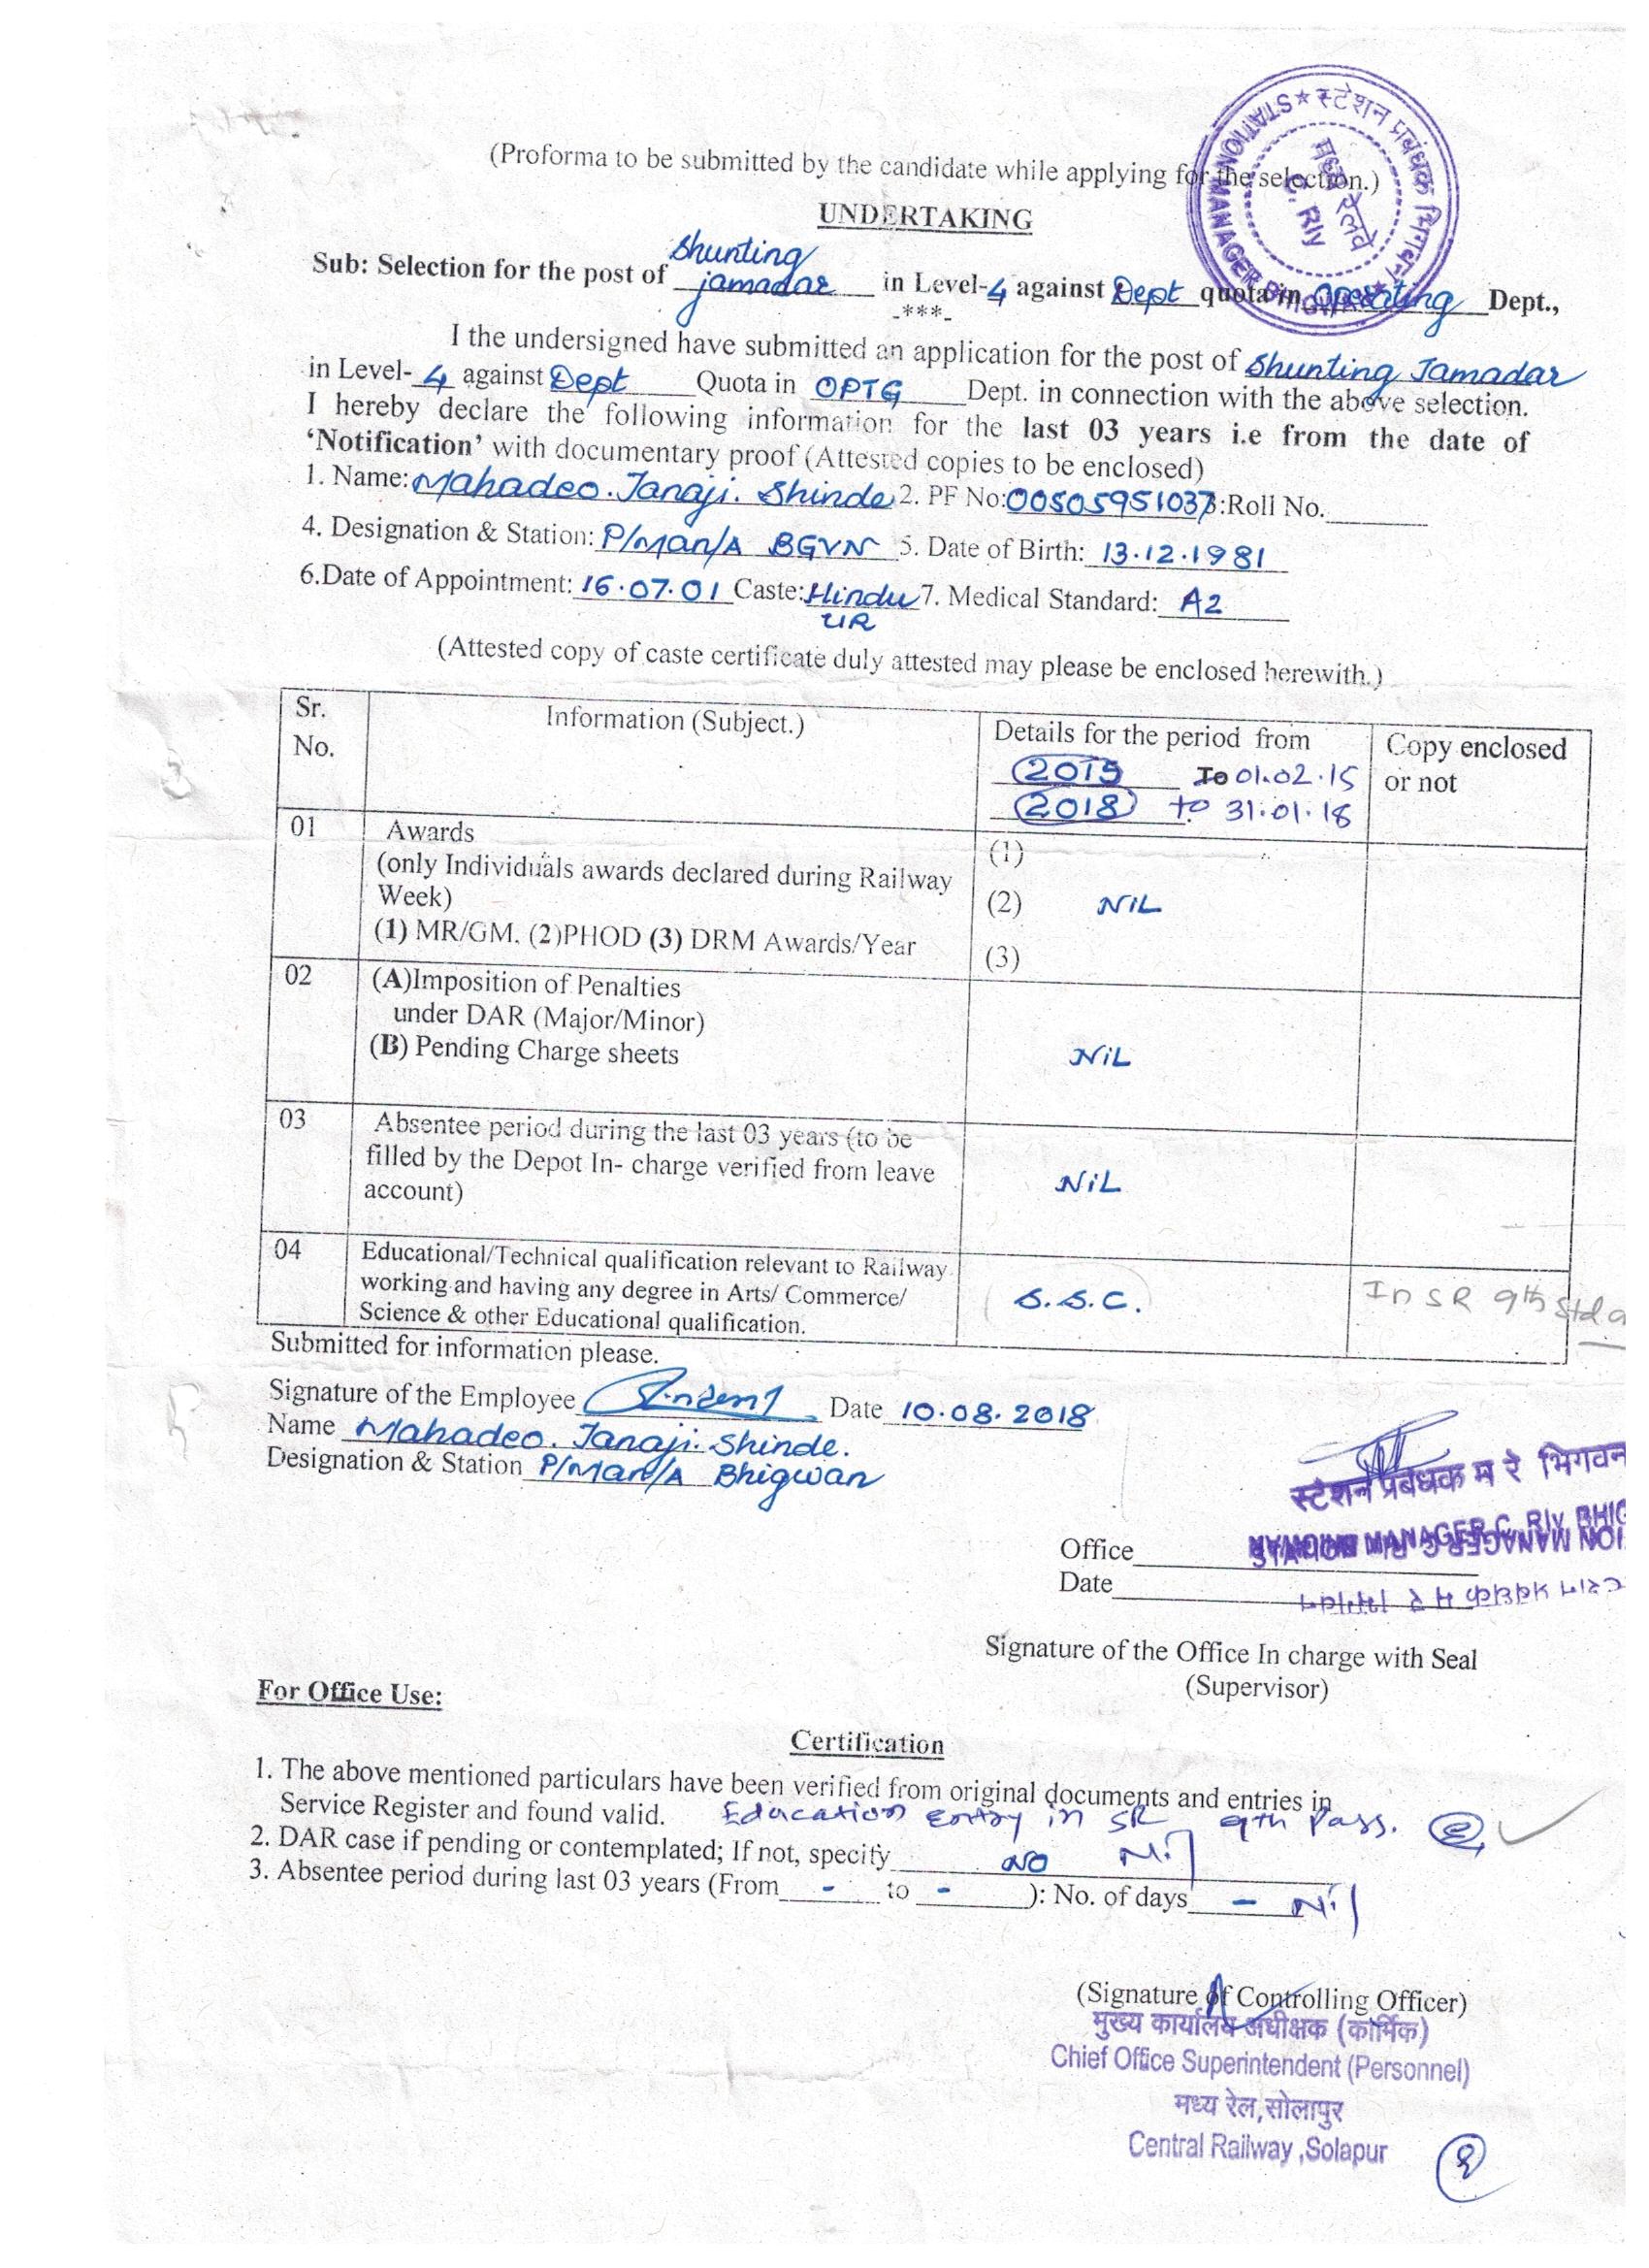 स्टेशन प्रबंधक भिगवन
STATION MANAGER BHIGWAN
मध्य रेलवे
C. Rly
(Proforma to be submitted by the candidate while applying for the selection.)
UNDERTAKING
Sub: Selection for the post of Shunting jamadar in Level-4 against Dept quota in Operating Dept.,
-***-
I the undersigned have submitted an application for the post of Shunting Jamadar
in Level- 4 against Dept Quota in OPTG Dept. in connection with the above selection.
I hereby declare the following information for the last 03 years i.e from the date of
‘Notification’ with documentary proof (Attested copies to be enclosed)
1. Name: Mahadeo. Tanaji. Shinde 2. PF No: 00505951037 3:Roll No.
4. Designation & Station: P/Man/A BGVN 5. Date of Birth: 13.12.1981
6.Date of Appointment: 16.07.01 Caste: Hindu 7. Medical Standard: A2
UR
(Attested copy of caste certificate duly attested may please be enclosed herewith.)
Sr. No.
Information (Subject.)
Details for the period from
2015 To 01.02.15
2018 to 31.01.18
Copy enclosed or not
01
Awards
(only Individuals awards declared during Railway
Week)
(1) MR/GM. (2)PHOD (3) DRM Awards/Year
(1)
(2) NIL
(3)
02
(A)Imposition of Penalties
under DAR (Major/Minor)
(B) Pending Charge sheets
NIL
03
Absentee period during the last 03 years (to be
filled by the Depot In- charge verified from leave
account)
NIL
04
Educational/Technical qualification relevant to Railway
working and having any degree in Arts/ Commerce/
Science & other Educational qualification.
S.S.C.
In SR 9th Std
Submitted for information please.
Signature of the Employee Date 10.08.2018
Name Mahadeo. Tanaji. Shinde.
Designation & Station P/Man/A Bhigwan
स्टेशन प्रबंधक म रे भिगवन
MANAGER C. Rly BHIG
Office
Date
Signature of the Office In charge with Seal
(Supervisor)
For Office Use:
Certification
1. The above mentioned particulars have been verified from original documents and entries in
Service Register and found valid. Education entry in SR 9th Pass.
2. DAR case if pending or contemplated; If not, specify NO Nil
3. Absentee period during last 03 years (From - to - ): No. of days - Nil
(Signature of Controlling Officer)
मुख्य कार्यालय अधीक्षक (कार्मिक)
Chief Office Superintendent (Personnel)
मध्य रेल,सोलापुर
Central Railway ,Solapur